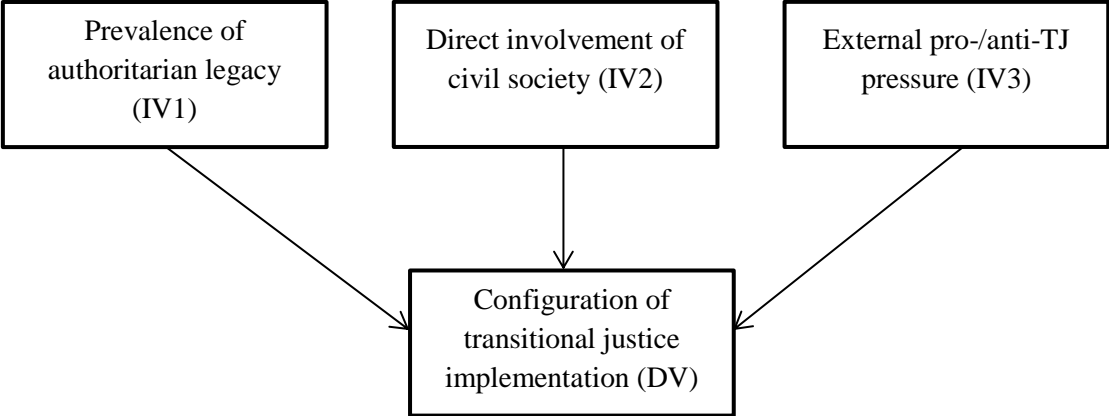 Prevalence of
authoritarian legacy
(IV1)
Direct involvement of
civil society (IV2)
External pro-/anti-TJ
pressure (IV3)
Configuration of
transitional justice
implementation (DV)